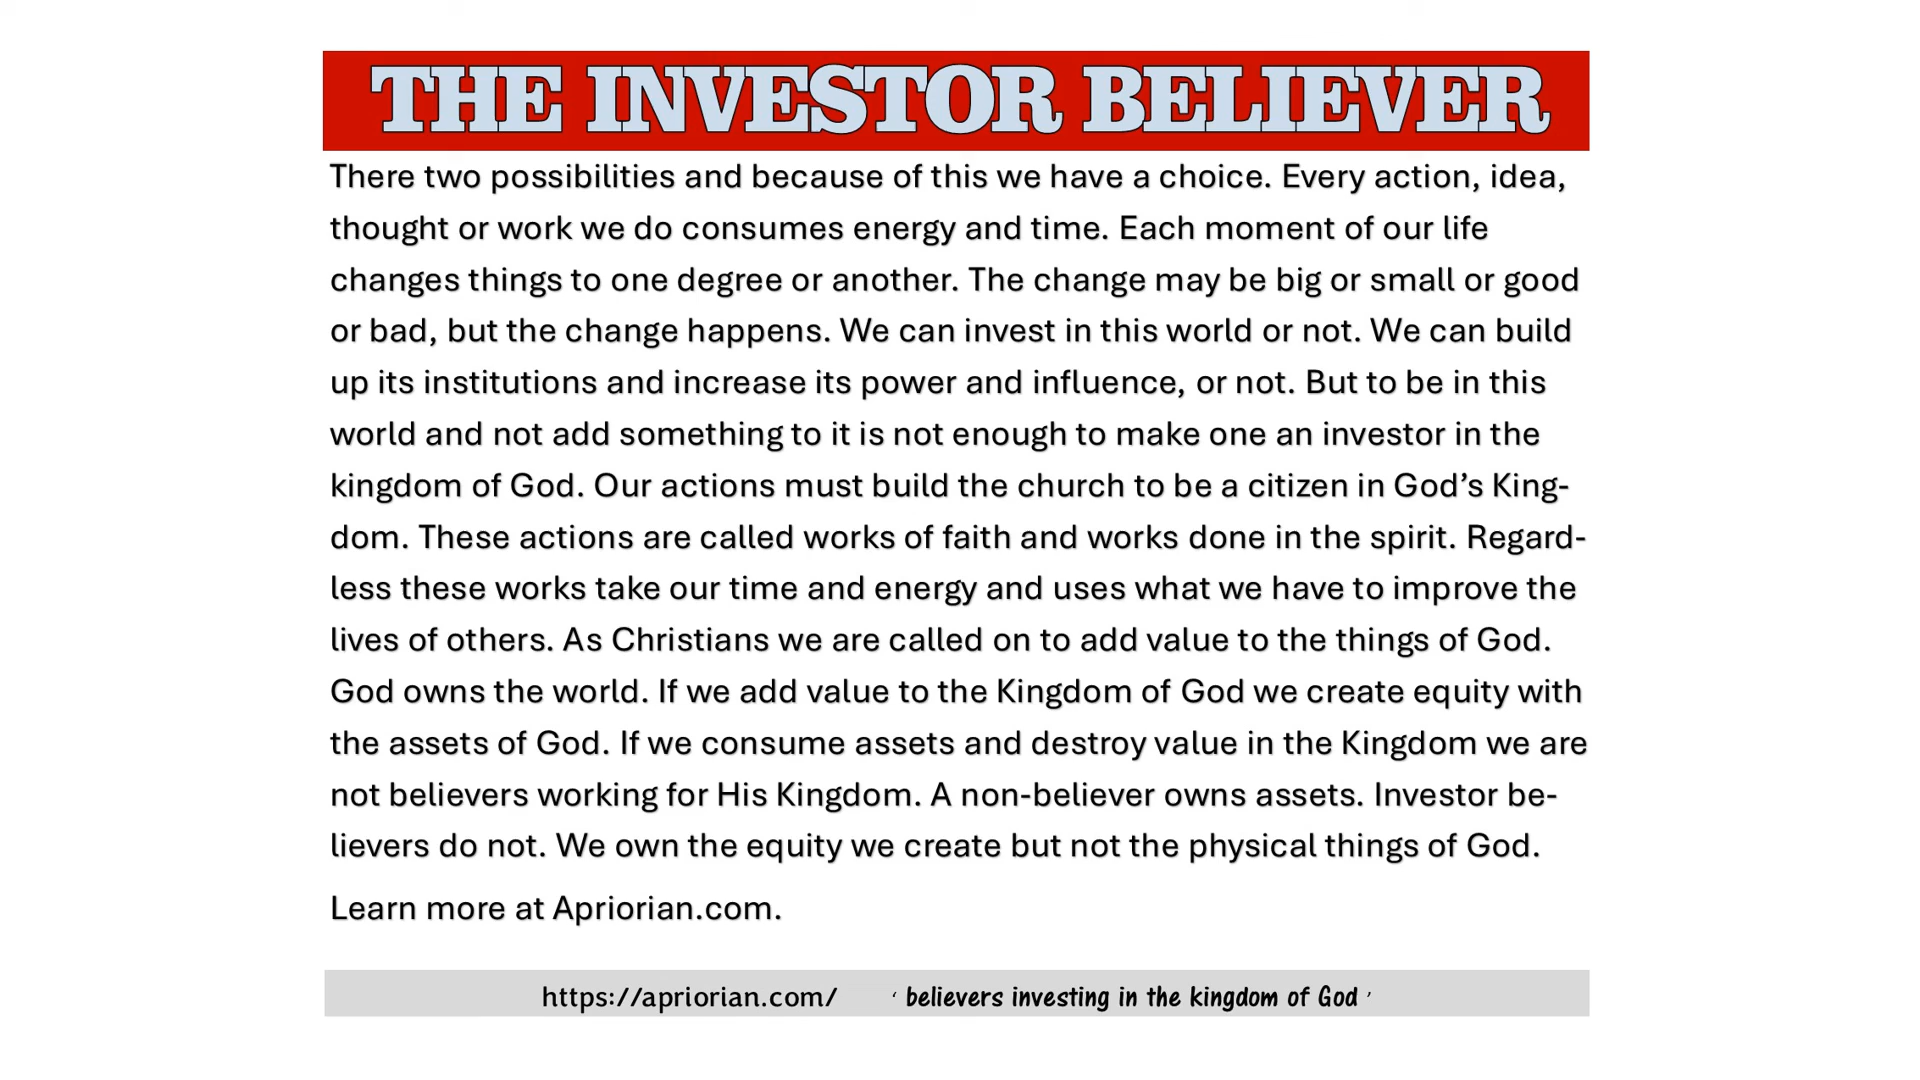 THE INVESTOR BELIEVER
There two possibilities and because of this we have a choice. Every action, idea,
thought or work we do consumes energy and time. Each moment of our life
changes things to one degree or another. The change may be big or small or good
or bad, but the change happens. We can invest in this world or not. We can build
up its institutions and increase its power and influence, or not. But to be in this
world and not add something to it is not enough to make one an investor in the
kingdom of God. Our actions must build the church to be a citizen in God’s King-
dom. These actions are called works of faith and works done in the spirit. Regard-
less these works take our time and energy and uses what we have to improve the
lives of others. As Christians we are called on to add value to the things of God.
God owns the world. If we add value to the Kingdom of God we create equity with
the assets of God. If we consume assets and destroy value in the Kingdom we are
not believers working for His Kingdom. A non-believer owns assets. Investor be-
lievers do not. We own the equity we create but not the physical things of God.
Learn more at Apriorian.com.
https://apriorian.com/ ‘ believers investing in the kingdom of God ’